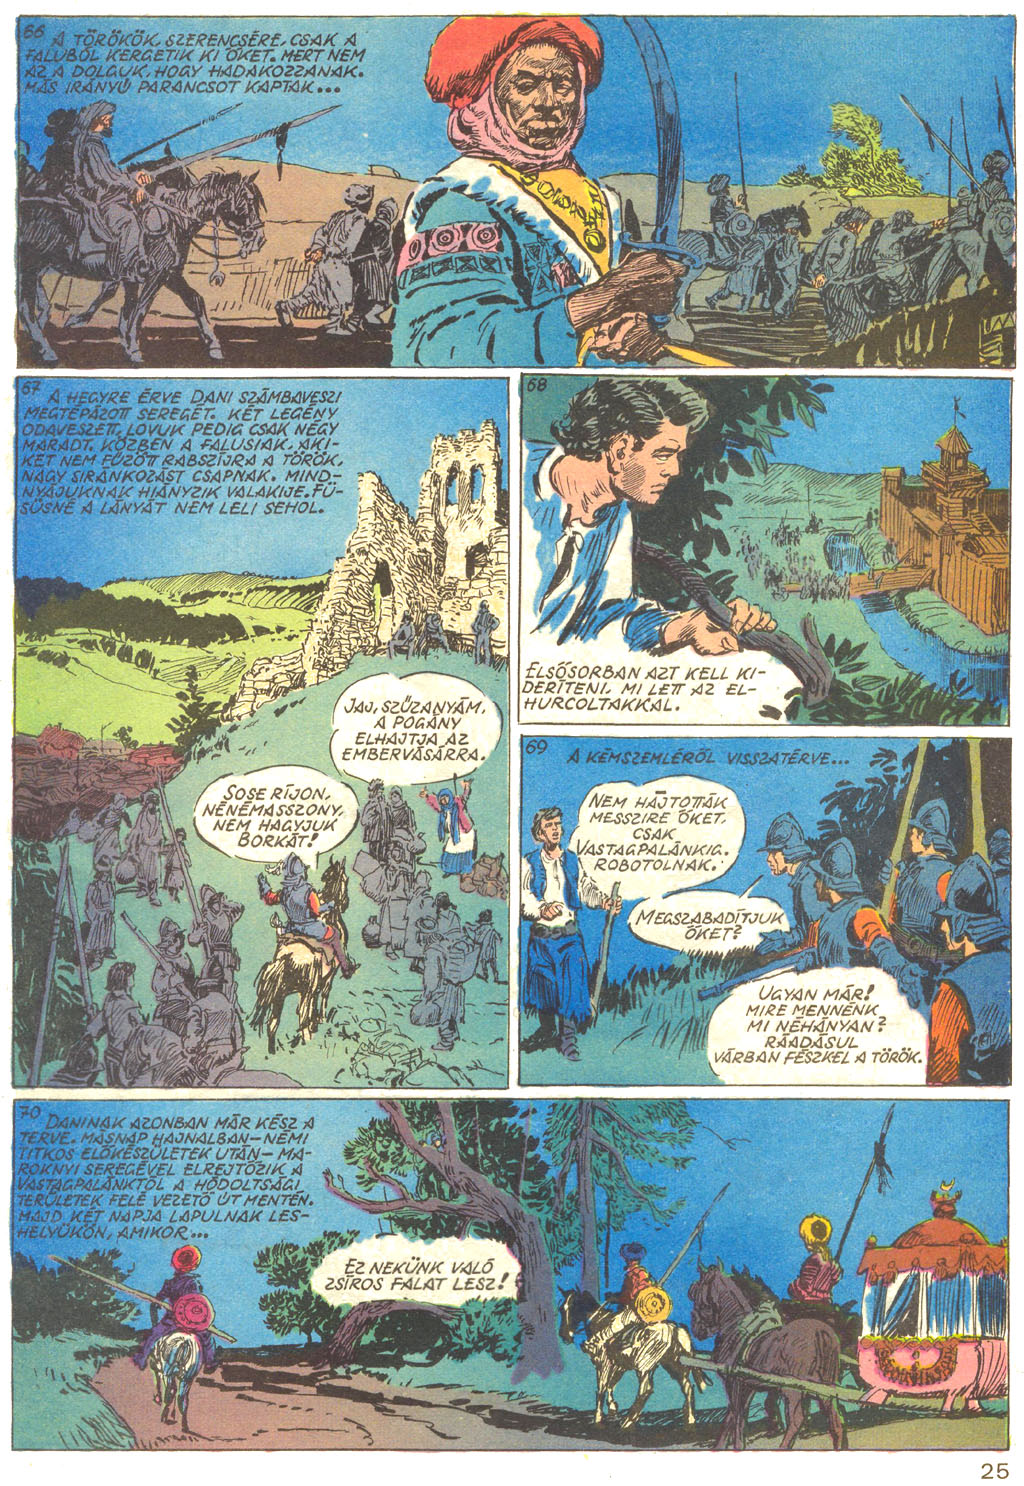 66
A TÖRÖKÖK, SZERENCSÉRE, CSAK A
FALUBÓL KERGETIK KI ŐKET. MERT NEM
AZ A DOLGUK, HOGY HADAKOZZANAK.
MÁS IRÁNYÚ PARANCSOT KAPTAK...
67
A HEGYRE ÉRVE DANI SZÁMBAVESZI
MEGTÉPÁZOTT SEREGÉT. KÉT LEGÉNY
ODAVESZETT, LOVUK PEDIG CSAK NÉGY
MARADT. KÖZBEN A FALUSIAK, AKI-
KET NEM FŰZÖTT RABSZÍJRA A TÖRÖK,
NAGY SIRÁNKOZÁST CSAPNAK. MIND-
NYÁJUKNAK HIÁNYZIK VALAKIJE. FÜ-
SÜSNÉ A LÁNYÁT NEM LELI SEHOL.
JAJ, SZŰZANYÁM,
A POGÁNY
ELHAJTJA AZ
EMBERVÁSÁRRA.
SOSE RÍJON,
NÉNÉMASSZONY,
NEM HAGYJUK
BORKÁT!
68
ELSŐSORBAN AZT KELL KI-
DERÍTENI, MI LETT AZ EL-
HURCOLTAKKAL.
69
A KÉMSZEMLÉRŐL VISSZATÉRVE...
NEM HAJTOTTÁK
MESSZIRE ŐKET,
CSAK
VASTAGPALÁNKIG.
ROBOTOLNAK.
MEGSZABADÍTJUK
ŐKET?
UGYAN MÁR!
MIRE MENNÉNK
MI NÉHÁNYAN?
RÁADÁSUL
VÁRBAN FÉSZKEL A TÖRÖK.
70
DANINAK AZONBAN MÁR KÉSZ A
TERVE. MÁSNAP HAJNALBAN—NÉMI
TITKOS ELŐKÉSZÜLETEK UTÁN— MA-
ROKNYI SEREGÉVEL ELREJTŐZIK A
VASTAGPALÁNKTÓL A HÓDOLTSÁGI
TERÜLETEK FELÉ VEZETŐ ÚT MENTÉN.
MAJD KÉT NAPJA LAPULNAK LES-
HELYÜKÖN, AMIKOR...
EZ NEKÜNK VALÓ
ZSÍROS FALAT LESZ!
25